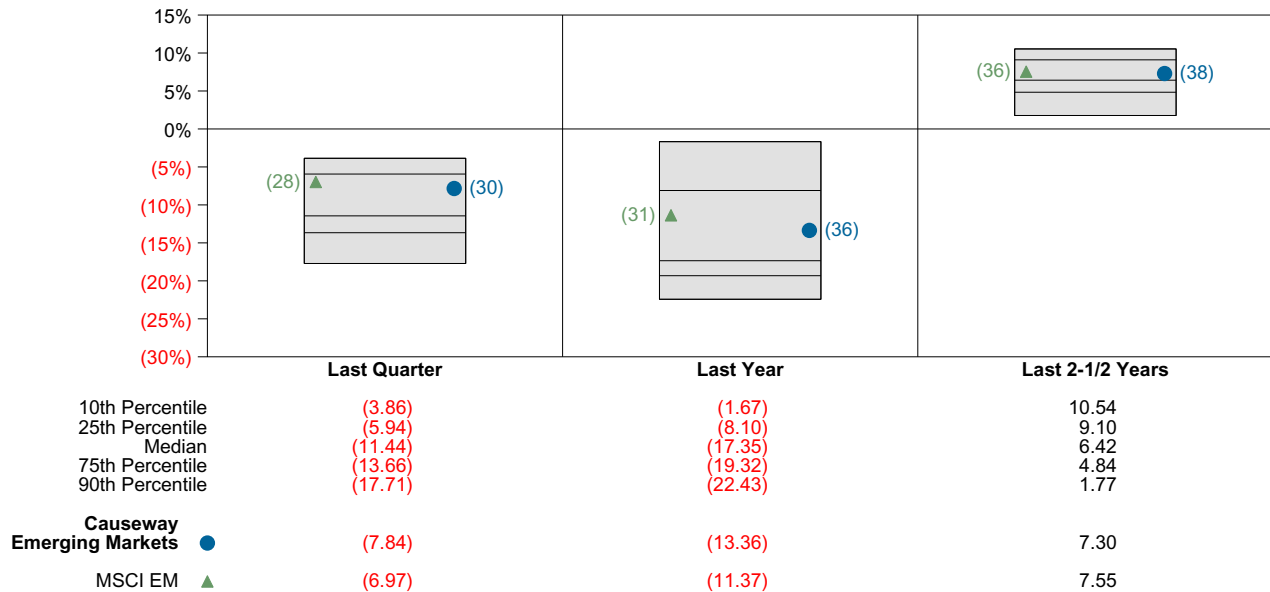 15%
10%
5%
0%
(5%)
(10%)
(15%)
(20%)
(25%)
(30%)
(36) (38)
(28) (30)
(31) (36)
Last Quarter Last Year Last 2-1/2 Years
10th Percentile (3.86) (1.67) 10.54
25th Percentile (5.94) (8.10) 9.10
Median (11.44) (17.35) 6.42
75th Percentile (13.66) (19.32) 4.84
90th Percentile (17.71) (22.43) 1.77
Causeway
Emerging Markets (7.84) (13.36) 7.30
MSCI EM (6.97) (11.37) 7.55